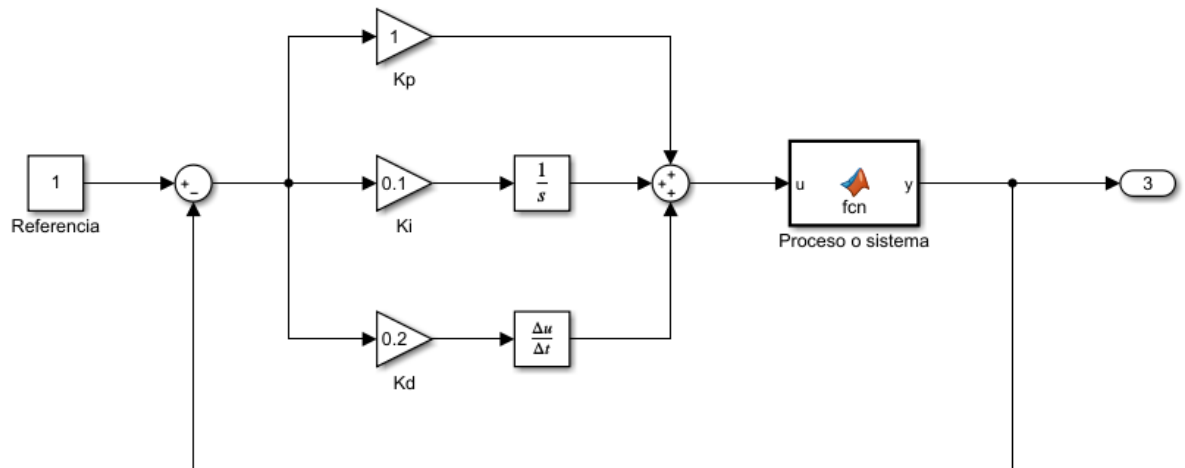 1
Kp
1
Referencia
+
−
0.1
Ki
1
s
+
+
+
u
fcn
y
Proceso o sistema
3
0.2
Kd
Δu
Δt